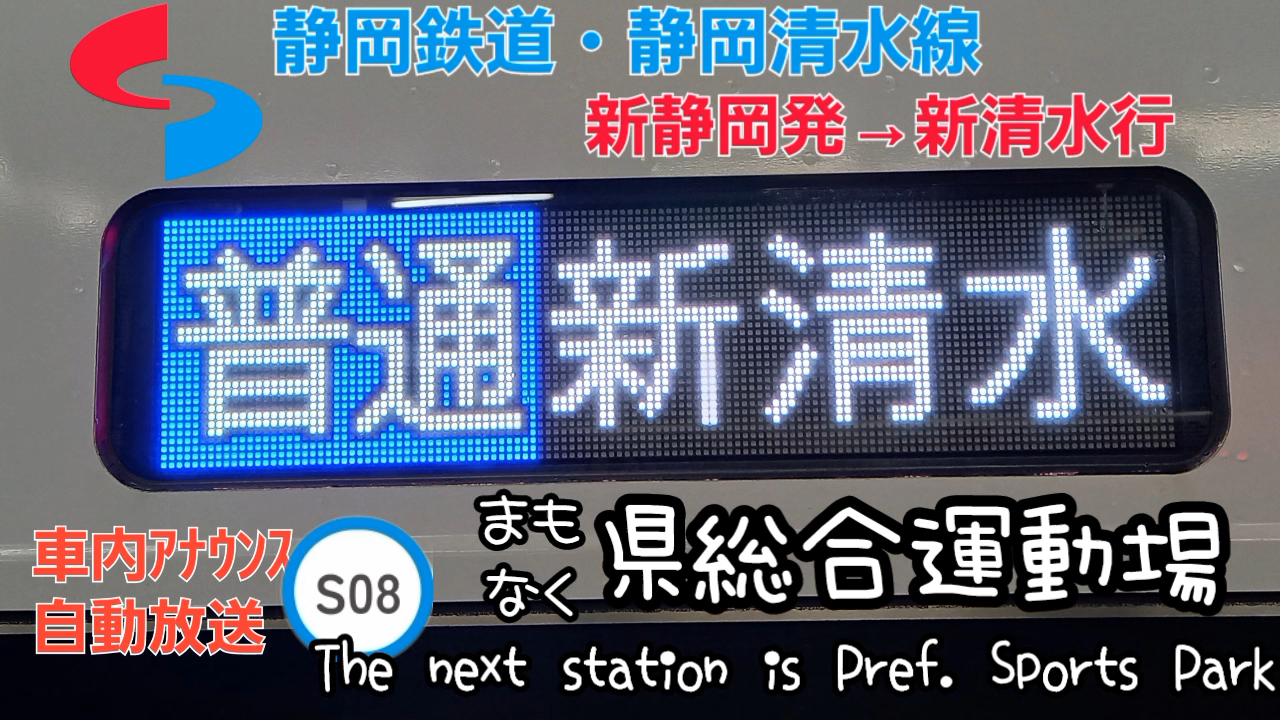 静岡鉄道・静岡清水線
新静岡発→新清水行
普通 新清水
車内ｱﾅｳﾝｽ
自動放送
S08
まも
なく
県総合運動場
The next station is Pref. Sports Park